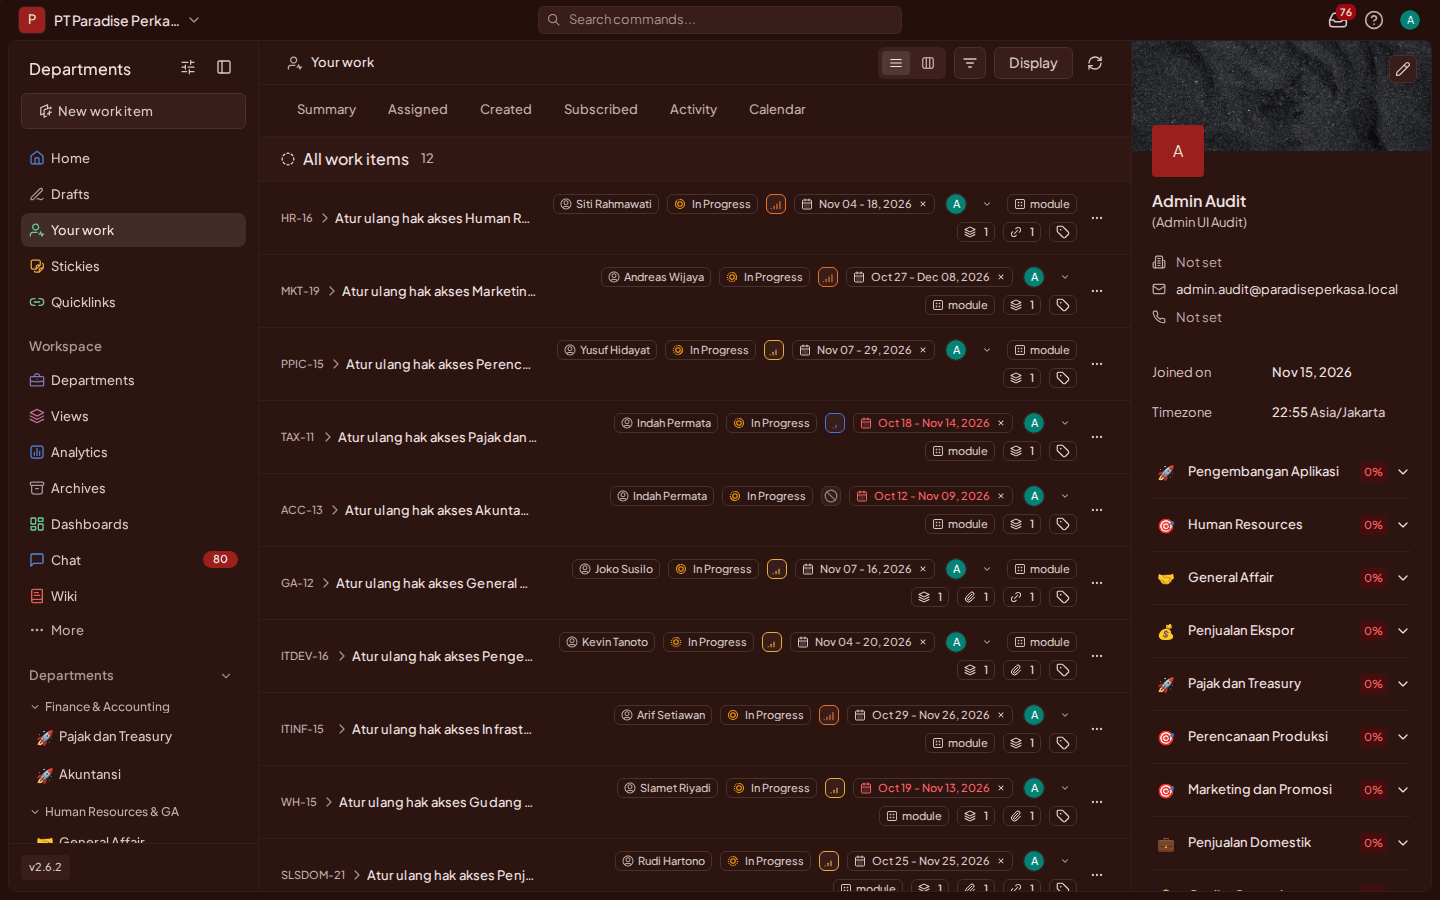 P PT Paradise Perka...
Search commands...
76
A
Departments
New work item
Home
Drafts
Your work
Stickies
Quicklinks
Workspace
Departments
Views
Analytics
Archives
Dashboards
Chat 80
Wiki
More
Departments
Finance & Accounting
Pajak dan Treasury
Akuntansi
Human Resources & GA
General Affair
v2.6.2
Your work
Display
Summary Assigned Created Subscribed Activity Calendar
All work items 12
HR-16 Atur ulang hak akses Human R... Siti Rahmawati In Progress Nov 04 - 18, 2026 A module
1 1
MKT-19 Atur ulang hak akses Marketin... Andreas Wijaya In Progress Oct 27 - Dec 08, 2026 A
module 1
PPIC-15 Atur ulang hak akses Perenc... Yusuf Hidayat In Progress Nov 07 - 29, 2026 A module
1
TAX-11 Atur ulang hak akses Pajak dan ... Indah Permata In Progress Oct 18 - Nov 14, 2026 A
module 1
ACC-13 Atur ulang hak akses Akunta... Indah Permata In Progress Oct 12 - Nov 09, 2026 A
module 1
GA-12 Atur ulang hak akses General ... Joko Susilo In Progress Nov 07 - 16, 2026 A module
1 1 1
ITDEV-16 Atur ulang hak akses Penge... Kevin Tanoto In Progress Nov 04 - 20, 2026 A module
1 1
ITINF-15 Atur ulang hak akses Infrast... Arif Setiawan In Progress Oct 29 - Nov 26, 2026 A
module 1
WH-15 Atur ulang hak akses Gudang ... Slamet Riyadi In Progress Oct 19 - Nov 13, 2026 A
module 1 1
SLSDOM-21 Atur ulang hak akses Penj... Rudi Hartono In Progress Oct 25 - Nov 25, 2026 A
module 1 1 1
A
Admin Audit
(Admin UI Audit)
Not set
admin.audit@paradiseperkasa.local
Not set
Joined on Nov 15, 2026
Timezone 22:55 Asia/Jakarta
Pengembangan Aplikasi 0%
Human Resources 0%
General Affair 0%
Penjualan Ekspor 0%
Pajak dan Treasury 0%
Perencanaan Produksi 0%
Marketing dan Promosi 0%
Penjualan Domestik 0%